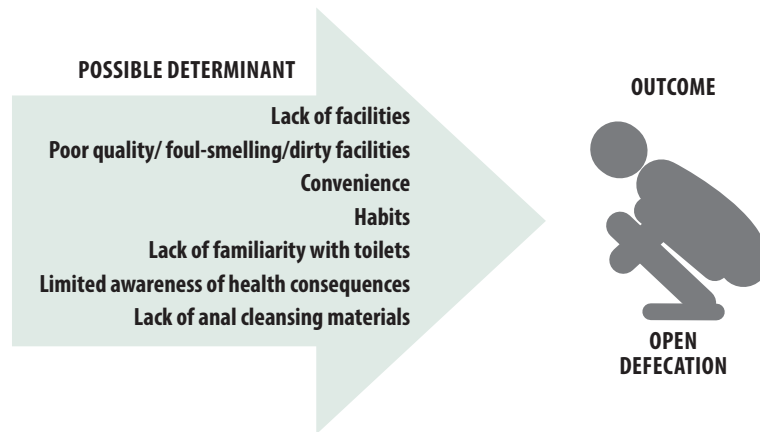 POSSIBLE DETERMINANT
Lack of facilities
Poor quality/ foul-smelling/dirty facilities
Convenience
Habits
Lack of familiarity with toilets
Limited awareness of health consequences
Lack of anal cleansing materials
OUTCOME
OPEN
DEFECATION